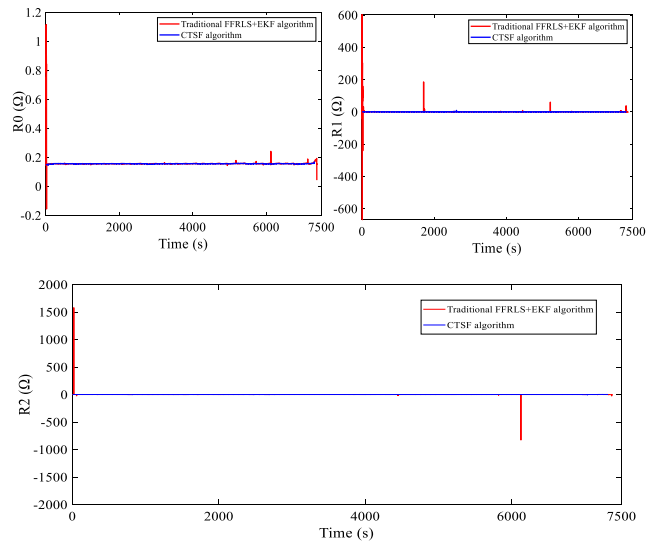 1.2
1
0.8
0.6
0.4
0.2
0
-0.2
R0 (Ω)
Traditional FFRLS+EKF algorithm
CTSF algorithm
0 2000 4000 6000 7500
Time (s)
600
400
200
0
-200
-400
-600
R1 (Ω)
Traditional FFRLS+EKF algorithm
CTSF algorithm
0 2000 4000 6000 7500
Time (s)
2000
1500
1000
500
0
-500
-1000
-1500
-2000
R2 (Ω)
Traditional FFRLS+EKF algorithm
CTSF algorithm
0 2000 4000 6000 7500
Time (s)